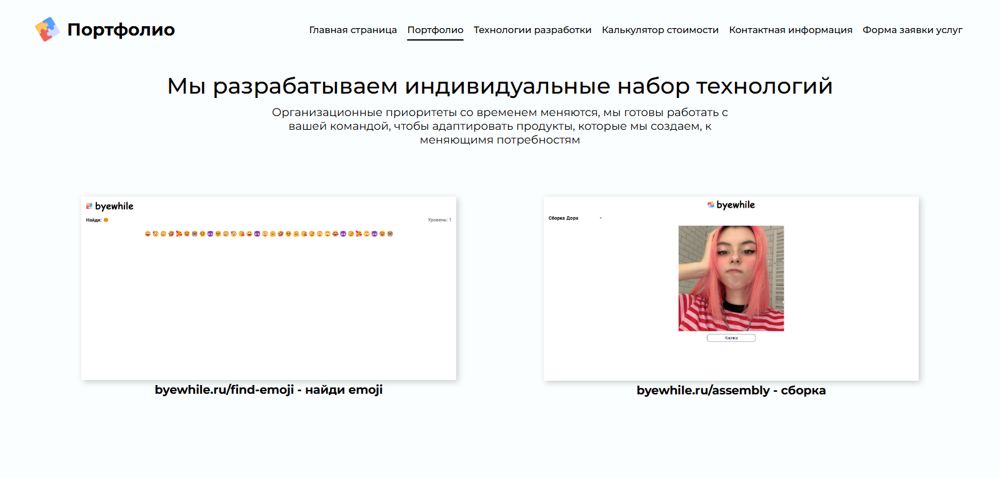 Портфолио
Главная страница Портфолио Технологии разработки Калькулятор стоимости Контактная информация Форма заявки услуг
Мы разрабатываем индивидуальные набор технологий
Организационные приоритеты со временем меняются, мы готовы работать с
вашей командой, чтобы адаптировать продукты, которые мы создаем, к
меняющимя потребностям
byewhile
Найди: 😊 Уровень: 1
byewhile.ru/find-emoji - найди emoji
byewhile
Сборка Дора
Кнопка
byewhile.ru/assembly - сборка